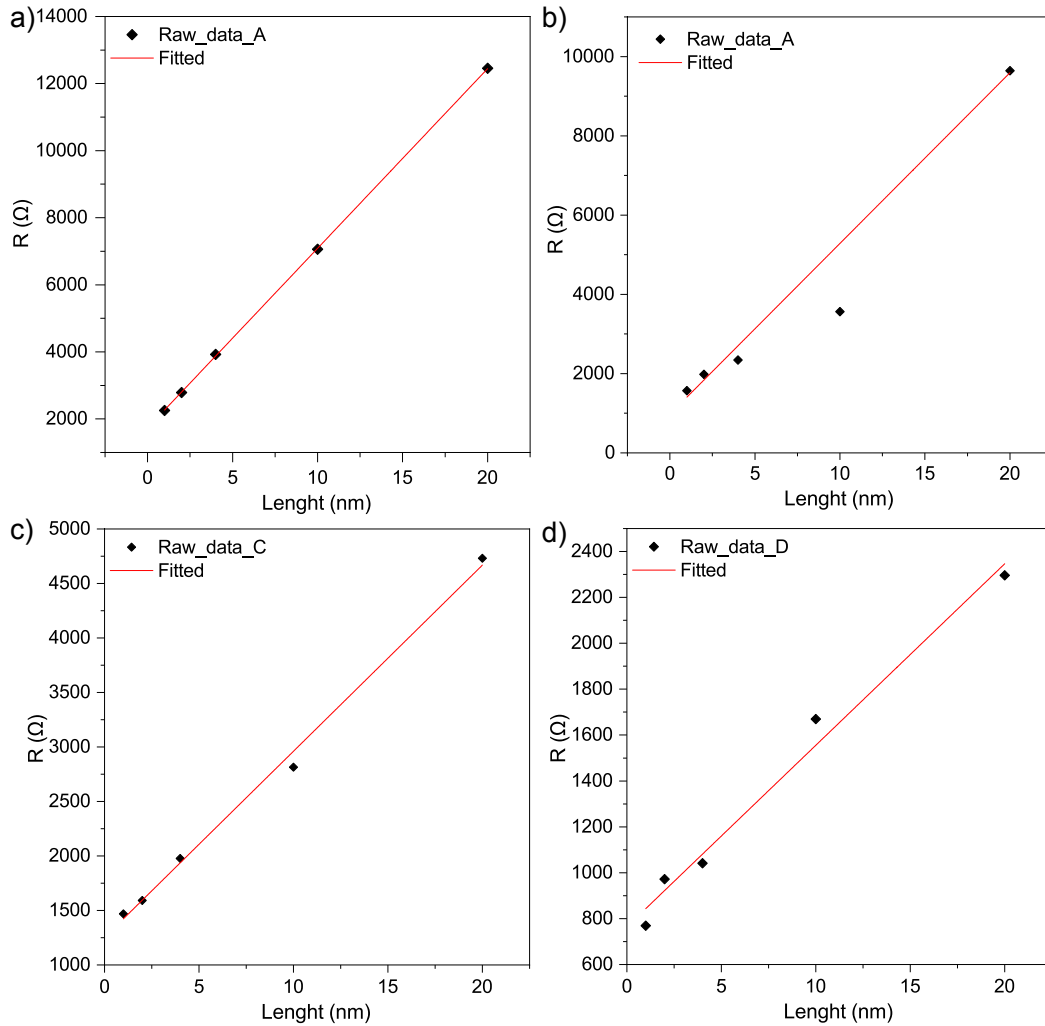 a)
Raw_data_A
Fitted
14000
12000
10000
8000
6000
4000
2000
R (Ω)
0 5 10 15 20
Lenght (nm)
b)
Raw_data_A
Fitted
10000
8000
6000
4000
2000
0
R (Ω)
0 5 10 15 20
Lenght (nm)
c)
Raw_data_C
Fitted
5000
4500
4000
3500
3000
2500
2000
1500
1000
R (Ω)
0 5 10 15 20
Lenght (nm)
d)
Raw_data_D
Fitted
2400
2200
2000
1800
1600
1400
1200
1000
800
600
R (Ω)
0 5 10 15 20
Lenght (nm)